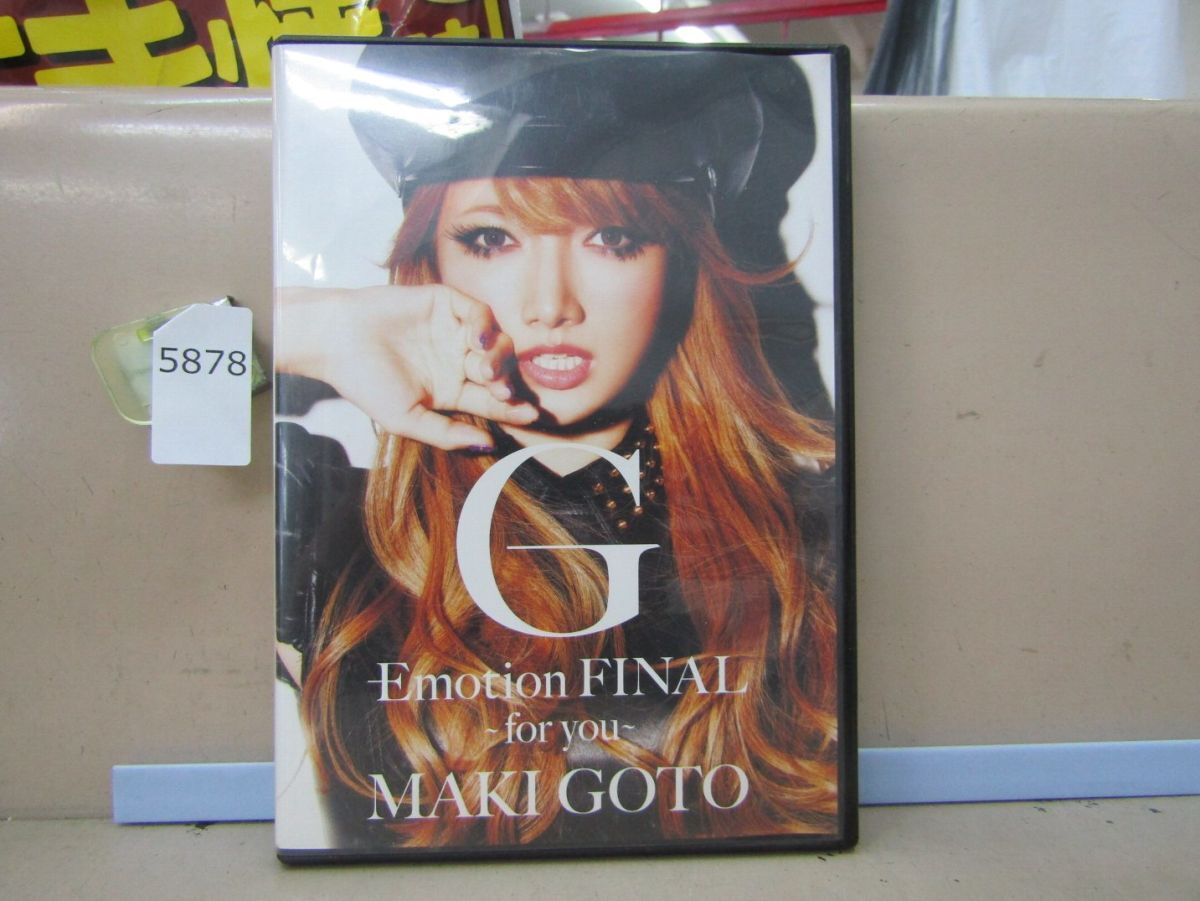 5878
G
Emotion FINAL
~for you~
MAKI GOTO